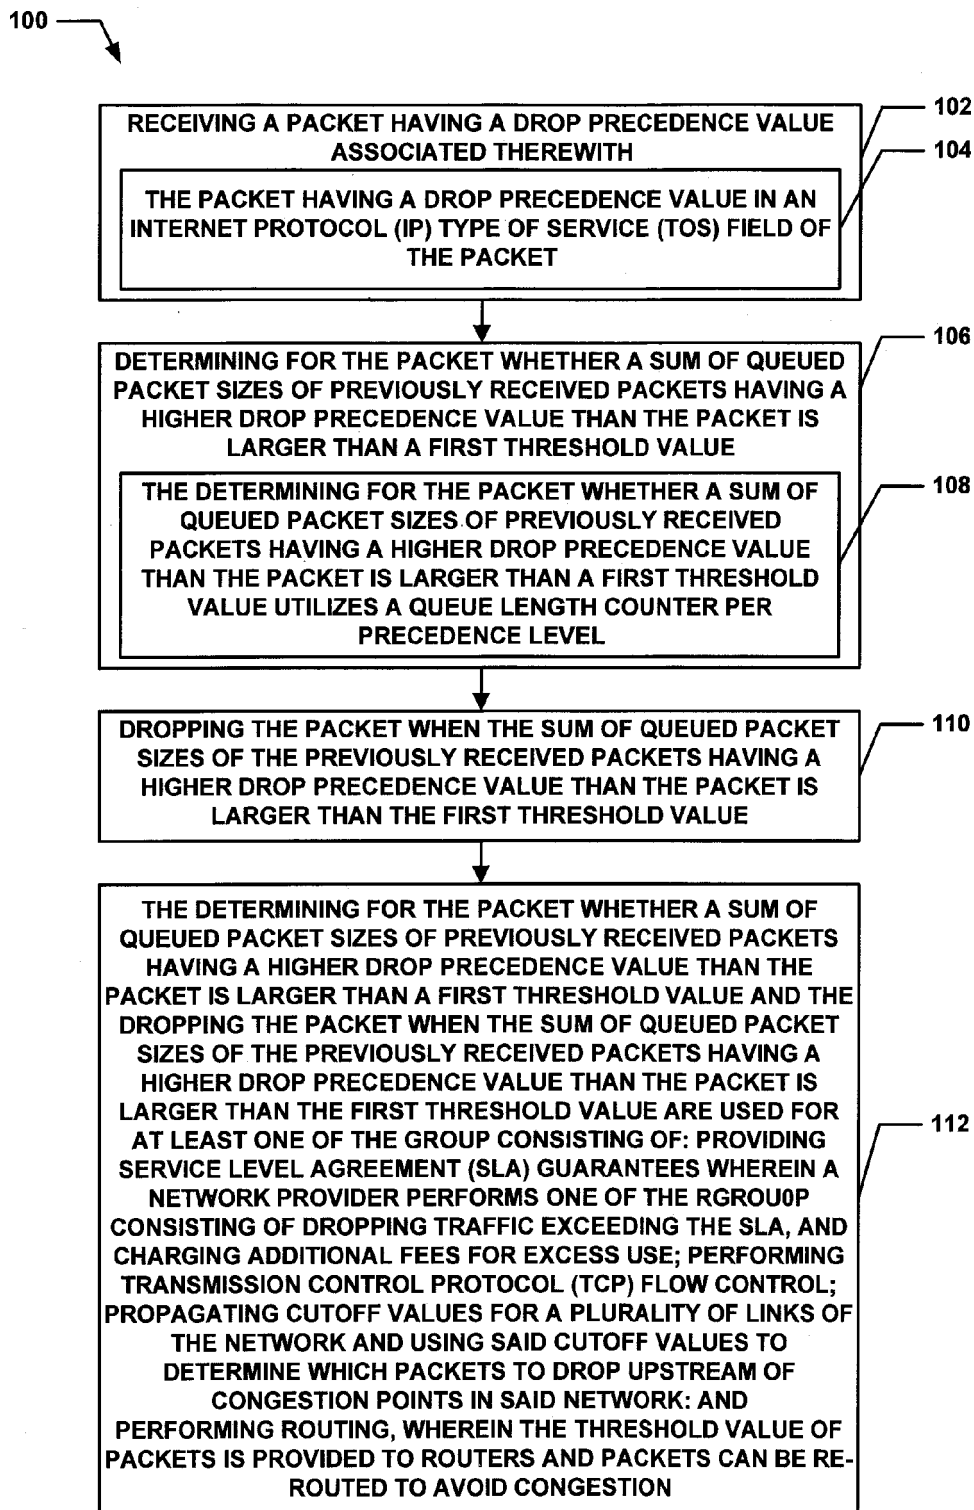 100
102
RECEIVING A PACKET HAVING A DROP PRECEDENCE VALUE
ASSOCIATED THEREWITH
104
THE PACKET HAVING A DROP PRECEDENCE VALUE IN AN
INTERNET PROTOCOL (IP) TYPE OF SERVICE (TOS) FIELD OF
THE PACKET
106
DETERMINING FOR THE PACKET WHETHER A SUM OF QUEUED
PACKET SIZES OF PREVIOUSLY RECEIVED PACKETS HAVING A
HIGHER DROP PRECEDENCE VALUE THAN THE PACKET IS
LARGER THAN A FIRST THRESHOLD VALUE
108
THE DETERMINING FOR THE PACKET WHETHER A SUM OF
QUEUED PACKET SIZES OF PREVIOUSLY RECEIVED
PACKETS HAVING A HIGHER DROP PRECEDENCE VALUE
THAN THE PACKET IS LARGER THAN A FIRST THRESHOLD
VALUE UTILIZES A QUEUE LENGTH COUNTER PER
PRECEDENCE LEVEL
110
DROPPING THE PACKET WHEN THE SUM OF QUEUED PACKET
SIZES OF THE PREVIOUSLY RECEIVED PACKETS HAVING A
HIGHER DROP PRECEDENCE VALUE THAN THE PACKET IS
LARGER THAN THE FIRST THRESHOLD VALUE
THE DETERMINING FOR THE PACKET WHETHER A SUM OF
QUEUED PACKET SIZES OF PREVIOUSLY RECEIVED PACKETS
HAVING A HIGHER DROP PRECEDENCE VALUE THAN THE
PACKET IS LARGER THAN A FIRST THRESHOLD VALUE AND THE
DROPPING THE PACKET WHEN THE SUM OF QUEUED PACKET
SIZES OF THE PREVIOUSLY RECEIVED PACKETS HAVING A
HIGHER DROP PRECEDENCE VALUE THAN THE PACKET IS
LARGER THAN THE FIRST THRESHOLD VALUE ARE USED FOR
AT LEAST ONE OF THE GROUP CONSISTING OF: PROVIDING
112
SERVICE LEVEL AGREEMENT (SLA) GUARANTEES WHEREIN A
NETWORK PROVIDER PERFORMS ONE OF THE RGROU0P
CONSISTING OF DROPPING TRAFFIC EXCEEDING THE SLA, AND
CHARGING ADDITIONAL FEES FOR EXCESS USE; PERFORMING
TRANSMISSION CONTROL PROTOCOL (TCP) FLOW CONTROL;
PROPAGATING CUTOFF VALUES FOR A PLURALITY OF LINKS OF
THE NETWORK AND USING SAID CUTOFF VALUES TO
DETERMINE WHICH PACKETS TO DROP UPSTREAM OF
CONGESTION POINTS IN SAID NETWORK: AND
PERFORMING ROUTING, WHEREIN THE THRESHOLD VALUE OF
PACKETS IS PROVIDED TO ROUTERS AND PACKETS CAN BE RE-
ROUTED TO AVOID CONGESTION